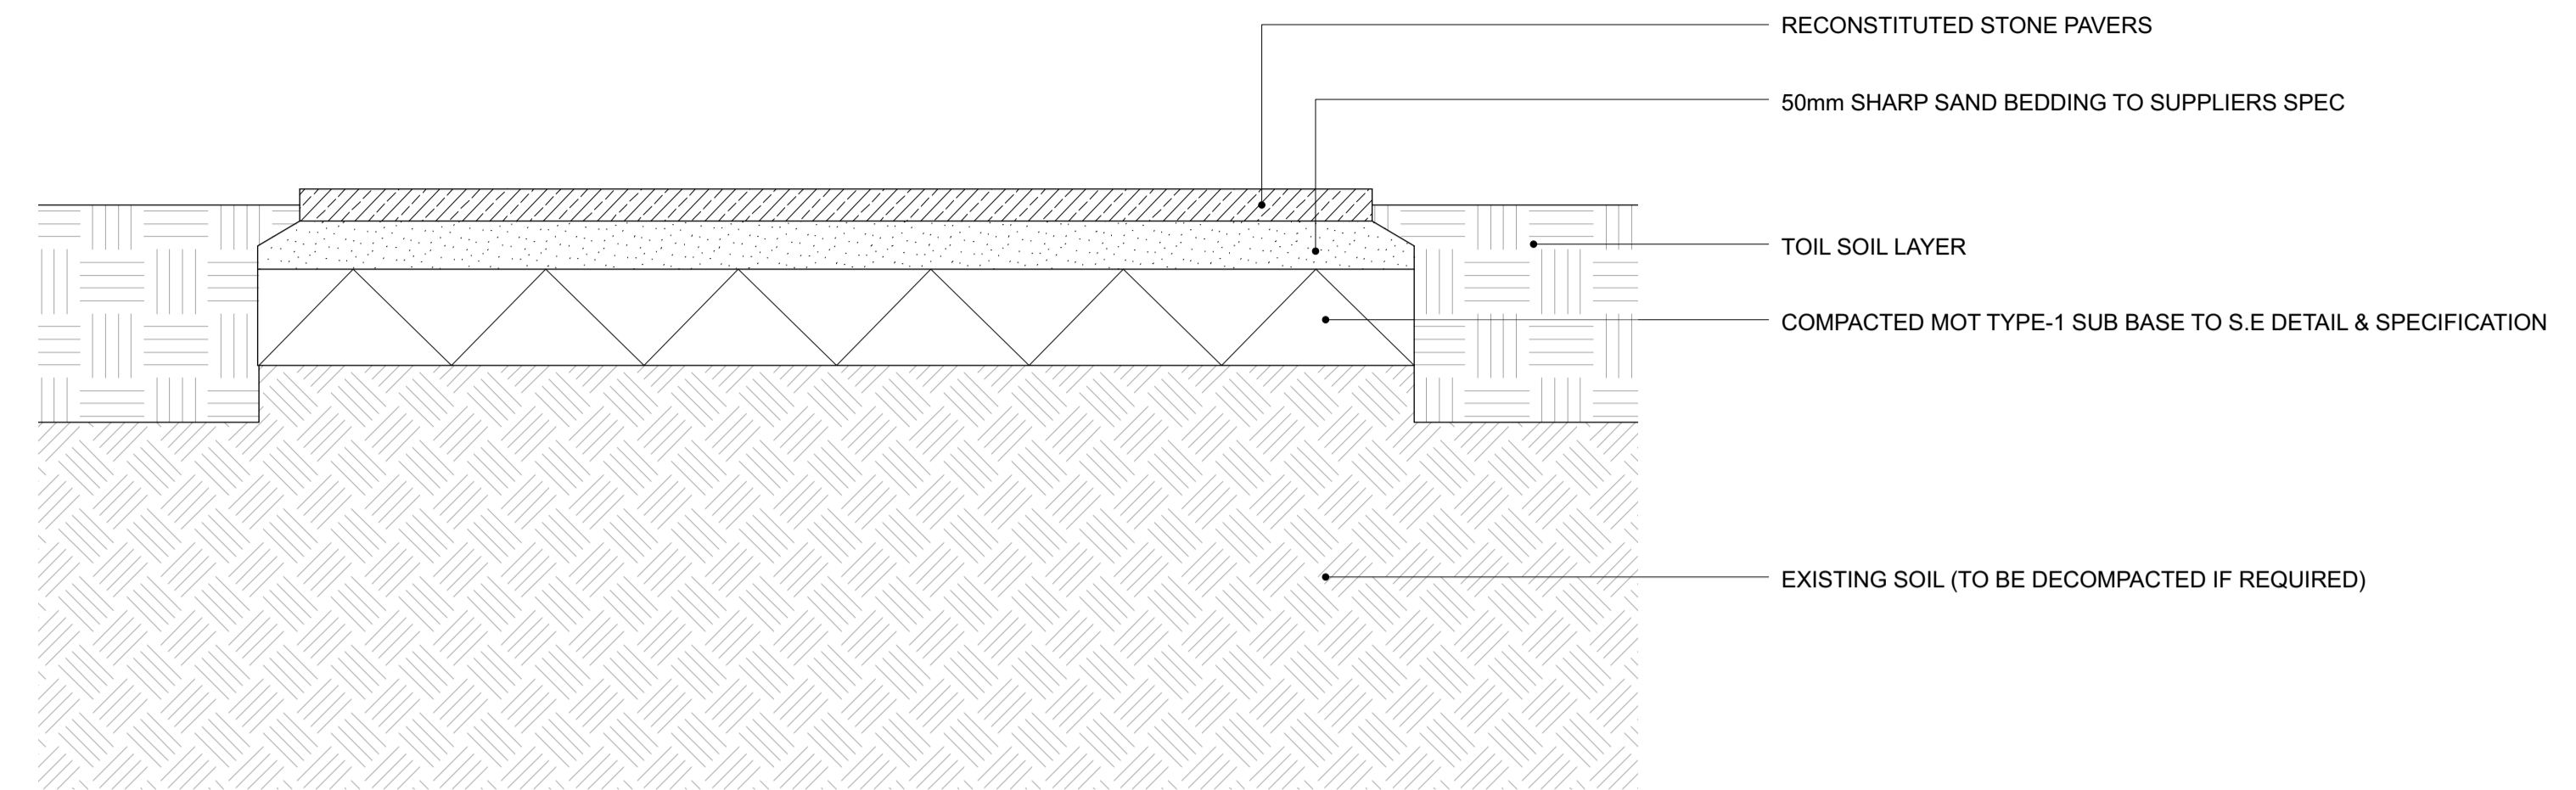 RECONSTITUTED STONE PAVERS
50mm SHARP SAND BEDDING TO SUPPLIERS SPEC
TOIL SOIL LAYER
COMPACTED MOT TYPE-1 SUB BASE TO S.E DETAIL & SPECIFICATION
EXISTING SOIL (TO BE DECOMPACTED IF REQUIRED)